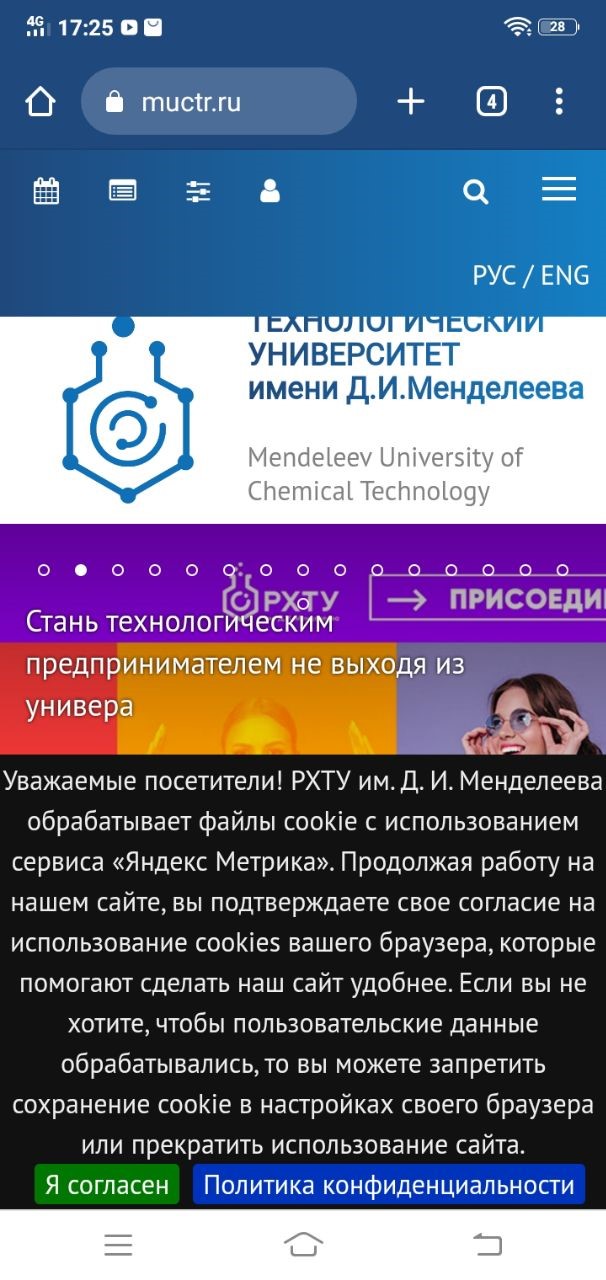 4G 17:25 28
muctr.ru 4
РУС / ENG
ТЕХНОЛОГИЧЕСКИЙ
УНИВЕРСИТЕТ
имени Д.И.Менделеева
Mendeleev University of
Chemical Technology
РХТУ ПРИСОЕДИ
Стань технологическим
предпринимателем не выходя из
универа
Уважаемые посетители! РХТУ им. Д. И. Менделеева
обрабатывает файлы cookie с использованием
сервиса «Яндекс Метрика». Продолжая работу на
нашем сайте, вы подтверждаете свое согласие на
использование cookies вашего браузера, которые
помогают сделать наш сайт удобнее. Если вы не
хотите, чтобы пользовательские данные
обрабатывались, то вы можете запретить
сохранение cookie в настройках своего браузера
или прекратить использование сайта.
Я согласен Политика конфиденциальности